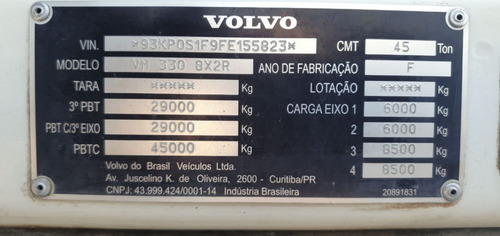 VOLVO
VIN. *93KP0S1F9FE155823* CMT 45 Ton
MODELO VM 330 8X2R ANO DE FABRICAÇÃO F
TARA ***** Kg LOTAÇÃO ***** Kg
3º PBT 29000 Kg CARGA EIXO 1 6000 Kg
PBT C/3º EIXO 29000 Kg 2 6000 Kg
PBTC 45000 Kg 3 8500 Kg
4 8500 Kg
Volvo do Brasil Veículos Ltda.
Av. Juscelino K. de Oliveira, 2600 - Curitiba/PR
CNPJ: 43.999.424/0001-14 Indústria Brasileira
20891831